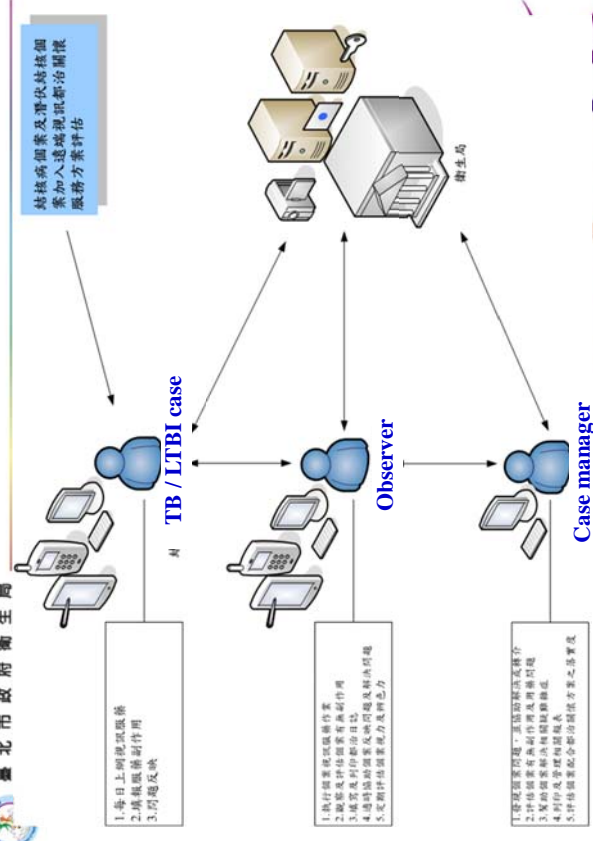 臺北市政府衛生局
結核病個案及潛伏結核個
案加入遠端視訊都治關懷
服務方案評估
TB / LTBI case
1.每日上網視訊服藥
2.填報服藥副作用
3.問題反映
衛生局
Observer
1.執行個案視訊服藥作業
2.觀察及評估個案有無副作用
3.填寫及列印都治日誌
4.適時協助個案反映問題及解決問題
5.定期評估個案視力及辨色力
Case manager
1.發現個案問題,並協助解決或轉介
2.評估個案有無副作用及用藥問題
3.幫助個案解決相關疑難雜症
4.列印及管理相關報表
5.評估個案配合都治關懷方案之落實度